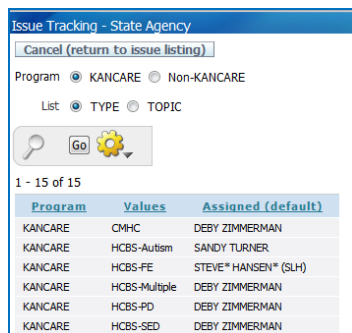 Issue Tracking - State Agency
Cancel (return to issue listing)
Program KANCARE Non-KANCARE
List TYPE TOPIC
Go
1 - 15 of 15
Program Values Assigned (default)
KANCARE CMHC DEBY ZIMMERMAN
KANCARE HCBS-Autism SANDY TURNER
KANCARE HCBS-FE STEVE* HANSEN* (SLH)
KANCARE HCBS-Multiple DEBY ZIMMERMAN
KANCARE HCBS-PD DEBY ZIMMERMAN
KANCARE HCBS-SED DEBY ZIMMERMAN